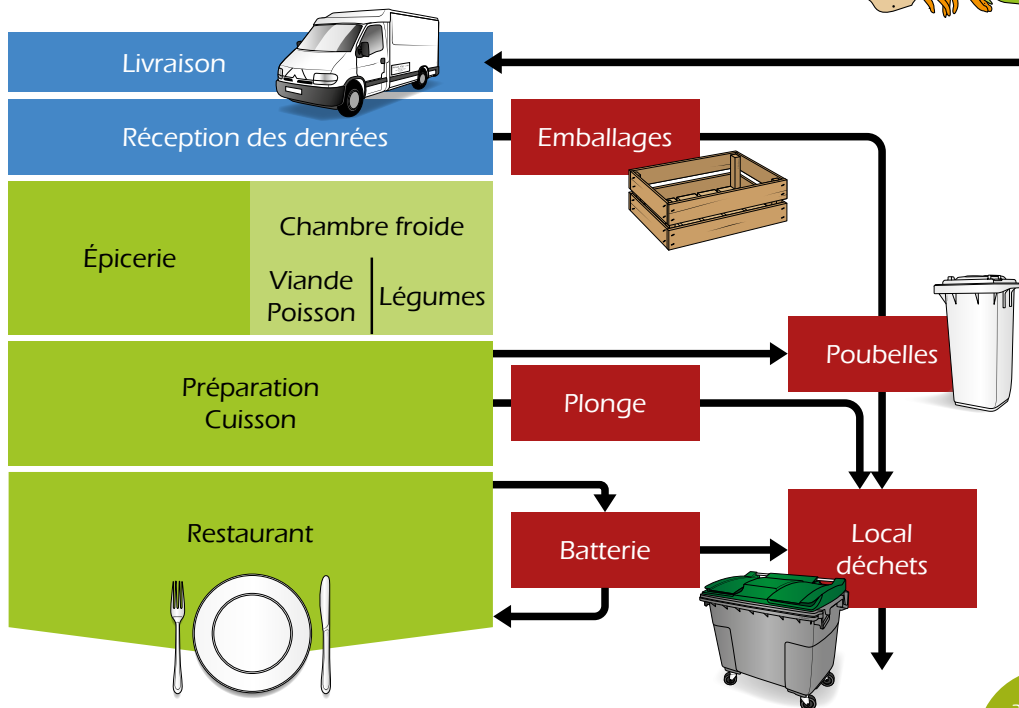 Livraison
Réception des denrées
Emballages
Épicerie
Chambre froide
Viande
Poisson
Légumes
Poubelles
Préparation
Cuisson
Plonge
Restaurant
Batterie
Local
déchets